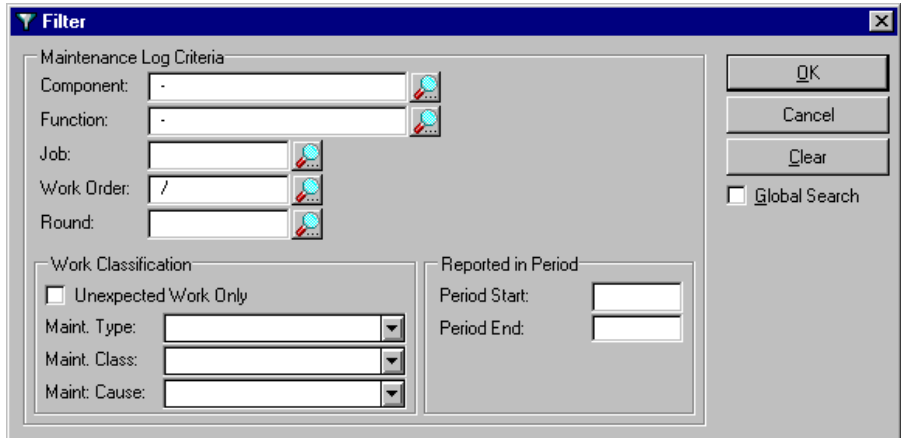 Filter
Maintenance Log Criteria
Component: -
Function: -
Job:
Work Order: /
Round:
Work Classification
Unexpected Work Only
Maint. Type:
Maint. Class:
Maint: Cause:
Reported in Period
Period Start:
Period End:
OK
Cancel
Clear
Global Search